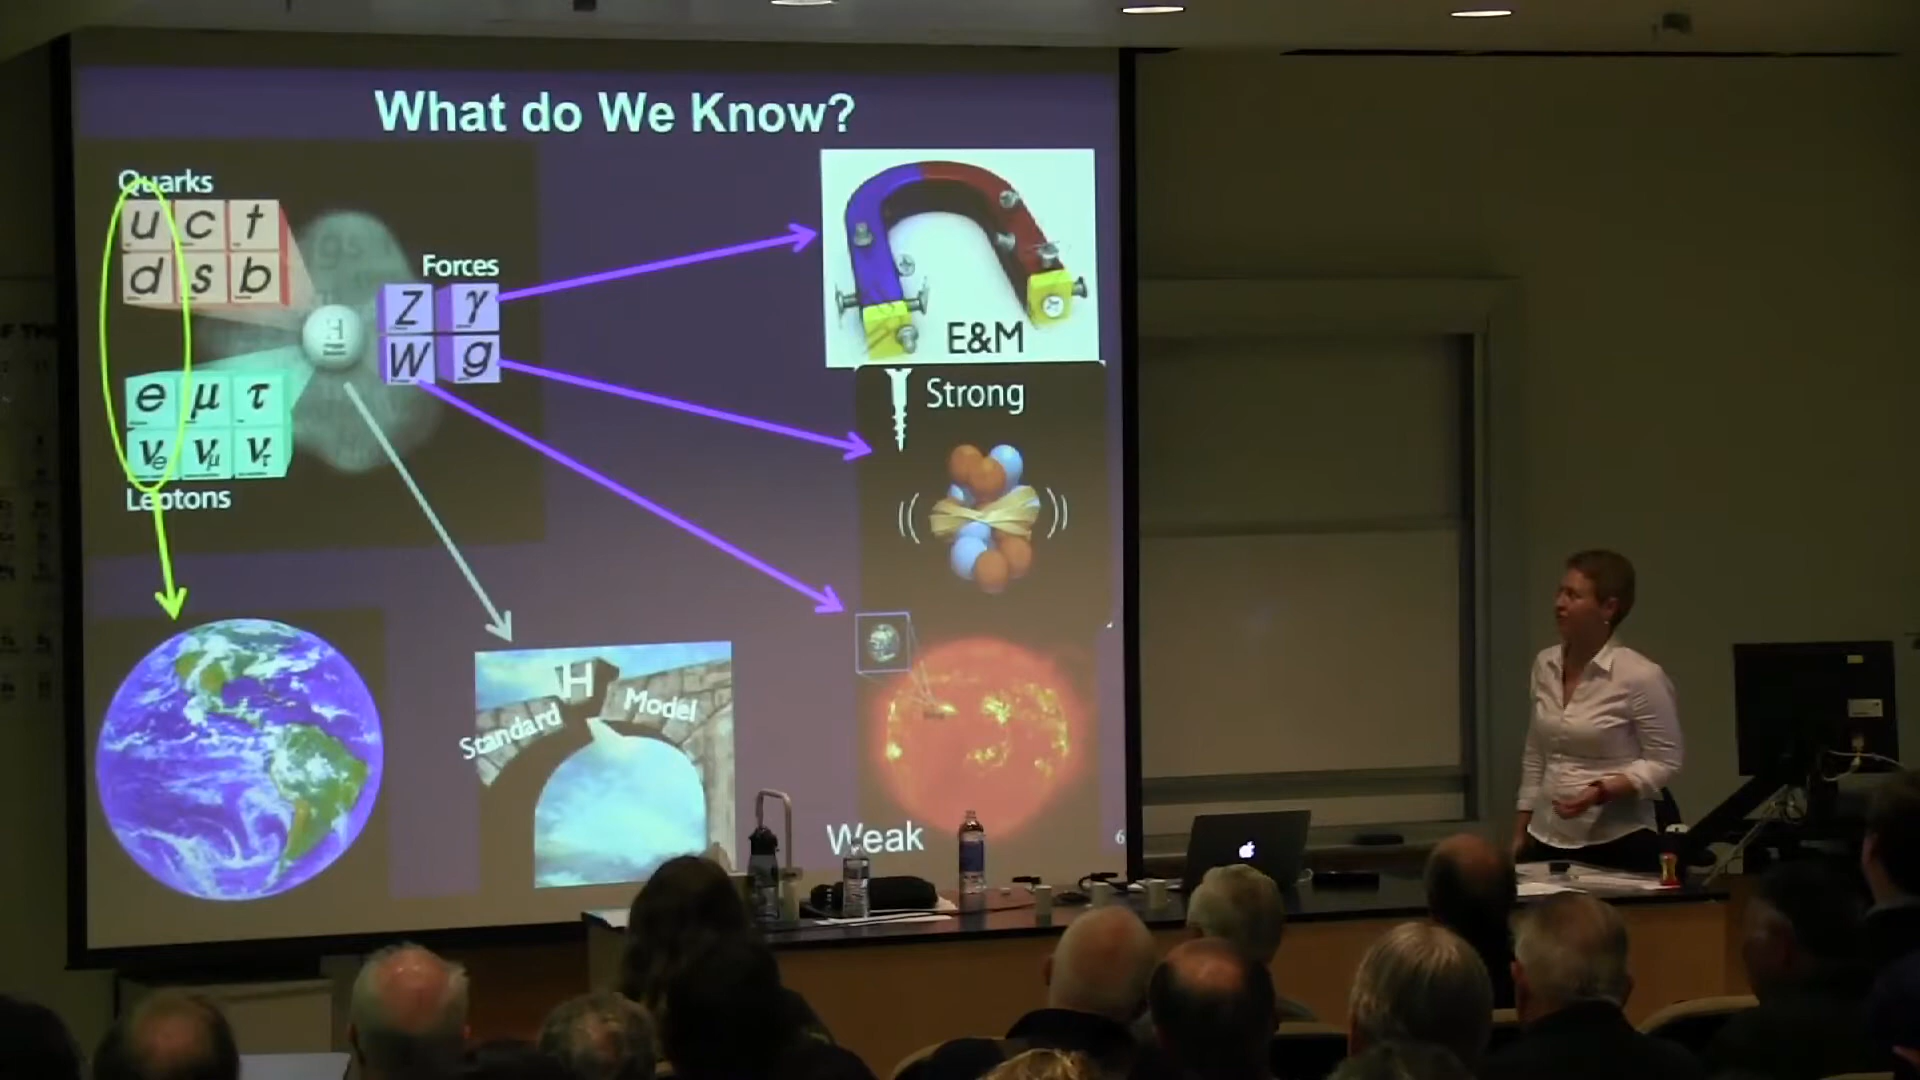 What do We Know?
Quarks
u c t
d s b
Forces
Z γ
W g
H
e μ τ
νe νμ ντ
Leptons
E&M
Strong
H
Standard Model
Weak
6